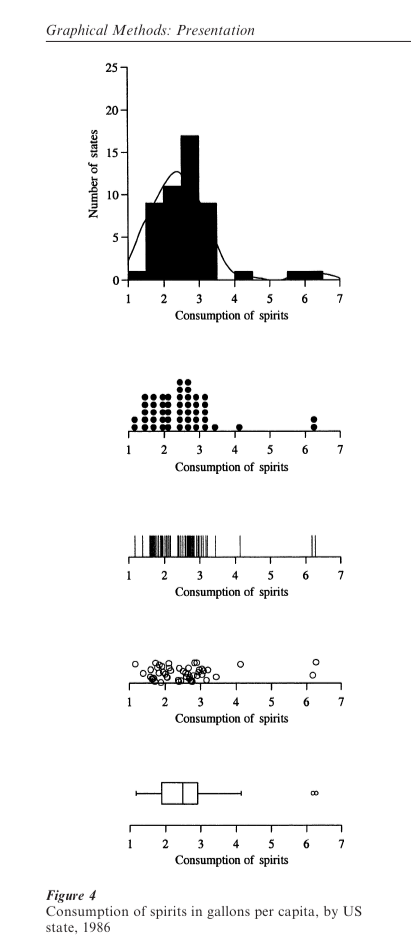 Graphical Methods: Presentation
25
20
15
10
5
0
Number of states
1 2 3 4 5 6 7
Consumption of spirits
1 2 3 4 5 6 7
Consumption of spirits
1 2 3 4 5 6 7
Consumption of spirits
1 2 3 4 5 6 7
Consumption of spirits
1 2 3 4 5 6 7
Consumption of spirits
Figure 4
Consumption of spirits in gallons per capita, by US
state, 1986